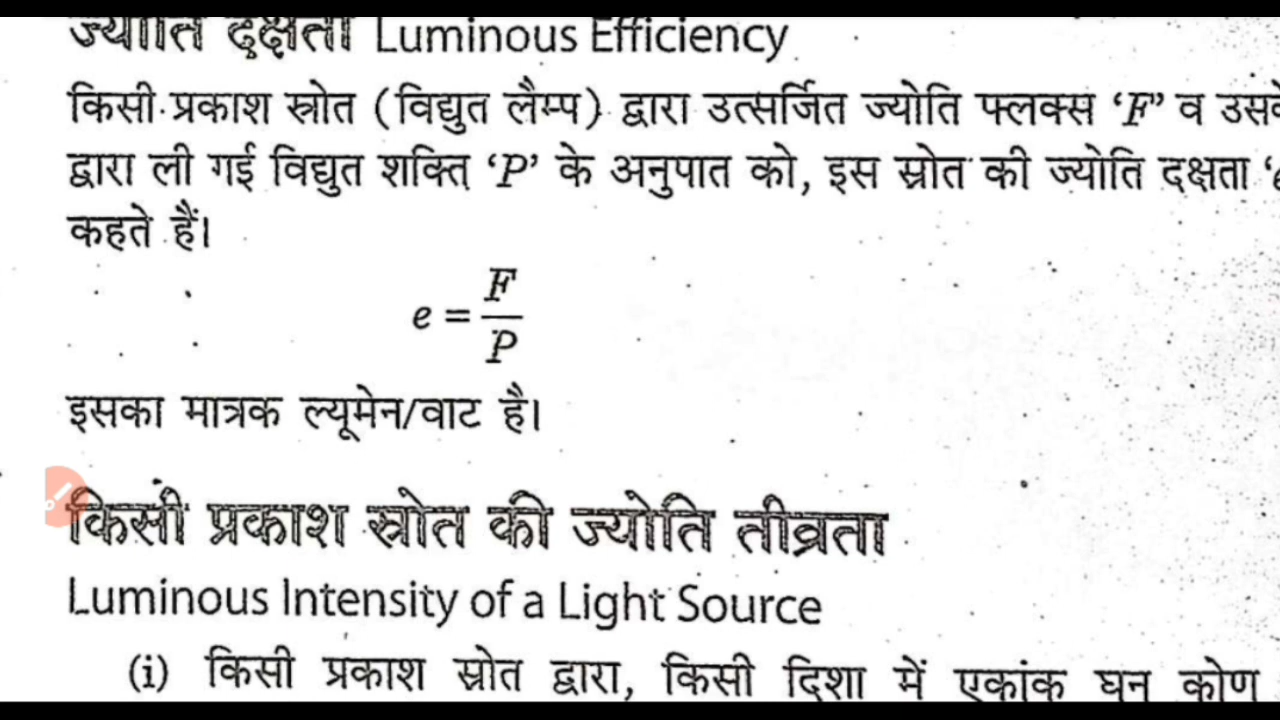 ज्योति दक्षता Luminous Efficiency
किसी प्रकाश स्रोत (विद्युत लैम्प) द्वारा उत्सर्जित ज्योति फ्लक्स ‘F’ व उसके
द्वारा ली गई विद्युत शक्ति ‘P’ के अनुपात को, इस स्रोत की ज्योति दक्षता ‘e
कहते हैं।
e = F
P
इसका मात्रक ल्यूमेन/वाट है।
किसी प्रकाश स्रोत की ज्योति तीव्रता
Luminous Intensity of a Light Source
(i) किसी प्रकाश स्रोत द्वारा, किसी दिशा में एकांक घन कोण